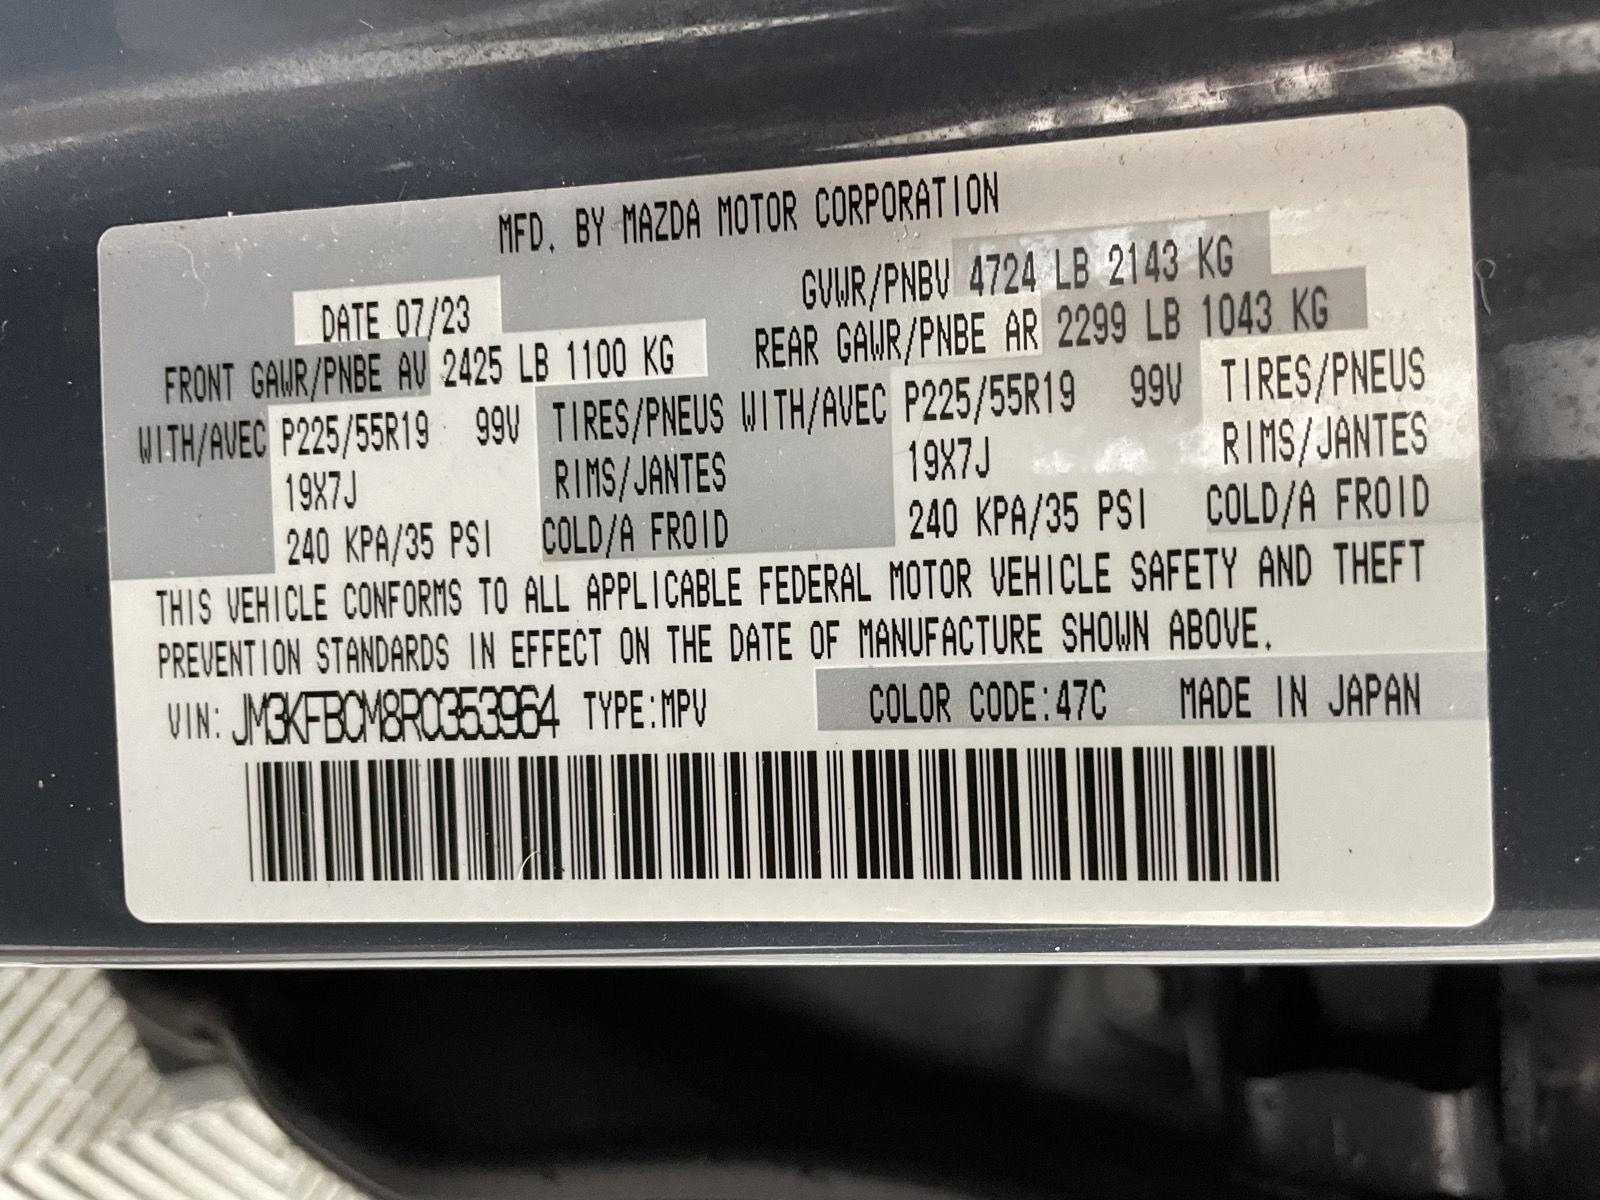 MFD. BY MAZDA MOTOR CORPORATION
DATE 07/23 GVWR/PNBV 4724 LB 2143 KG
FRONT GAWR/PNBE AV 2425 LB 1100 KG REAR GAWR/PNBE AR 2299 LB 1043 KG
WITH/AVEC P225/55R19 99V TIRES/PNEUS WITH/AVEC P225/55R19 99V TIRES/PNEUS
19X7J RIMS/JANTES 19X7J RIMS/JANTES
240 KPA/35 PSI COLD/A FROID 240 KPA/35 PSI COLD/A FROID
THIS VEHICLE CONFORMS TO ALL APPLICABLE FEDERAL MOTOR VEHICLE SAFETY AND THEFT
PREVENTION STANDARDS IN EFFECT ON THE DATE OF MANUFACTURE SHOWN ABOVE.
VIN: JM3KFBCM8R0353964 TYPE:MPV COLOR CODE:47C MADE IN JAPAN